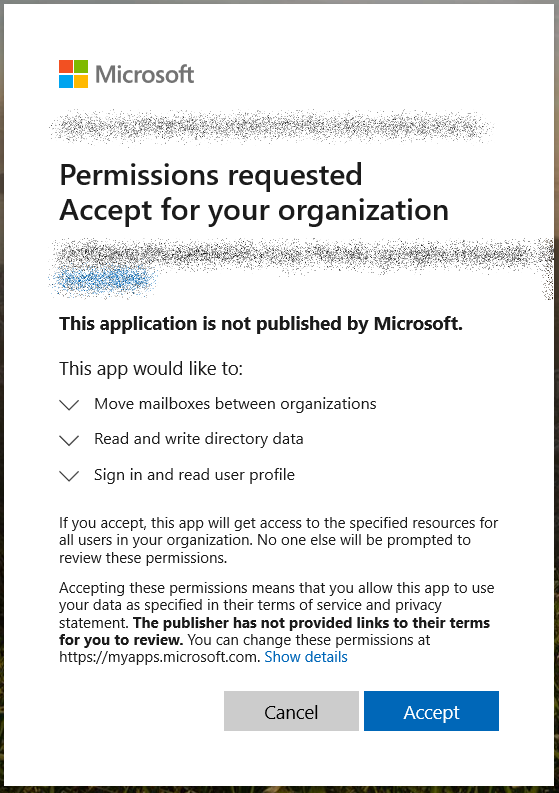 Microsoft
Permissions requested
Accept for your organization
This application is not published by Microsoft.
This app would like to:
Move mailboxes between organizations
Read and write directory data
Sign in and read user profile
If you accept, this app will get access to the specified resources for
all users in your organization. No one else will be prompted to
review these permissions.
Accepting these permissions means that you allow this app to use
your data as specified in their terms of service and privacy
statement. The publisher has not provided links to their terms
for you to review. You can change these permissions at
https://myapps.microsoft.com. Show details
Cancel Accept